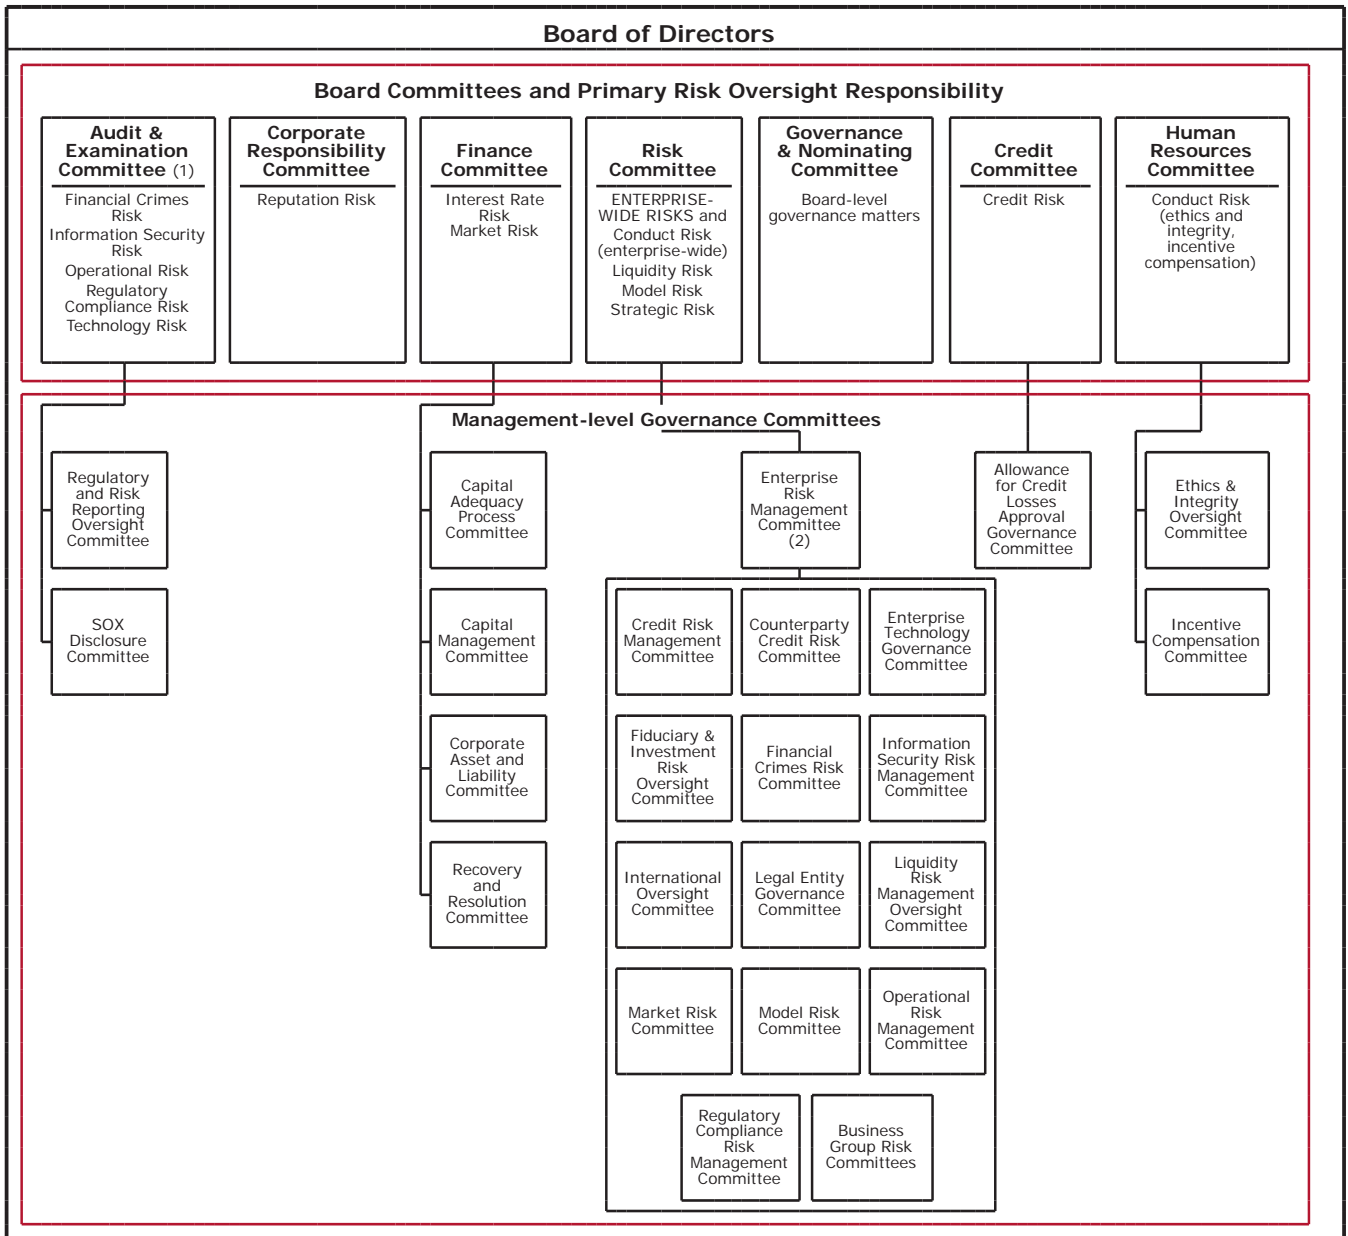 Board of Directors
Board Committees and Primary Risk Oversight Responsibility
Audit &
Examination
Committee (1)
Financial Crimes
Risk
Information Security
Risk
Operational Risk
Regulatory
Compliance Risk
Technology Risk
Corporate
Responsibility
Committee
Reputation Risk
Finance
Committee
Interest Rate
Risk
Market Risk
Risk
Committee
ENTERPRISE-
WIDE RISKS and
Conduct Risk
(enterprise-wide)
Liquidity Risk
Model Risk
Strategic Risk
Governance
& Nominating
Committee
Board-level
governance matters
Credit
Committee
Credit Risk
Human
Resources
Committee
Conduct Risk
(ethics and
integrity,
incentive
compensation)
Management-level Governance Committees
Regulatory
and Risk
Reporting
Oversight
Committee
SOX
Disclosure
Committee
Capital
Adequacy
Process
Committee
Capital
Management
Committee
Corporate
Asset and
Liability
Committee
Recovery
and
Resolution
Committee
Enterprise
Risk
Management
Committee
(2)
Credit Risk
Management
Committee
Counterparty
Credit Risk
Committee
Enterprise
Technology
Governance
Committee
Fiduciary &
Investment
Risk
Oversight
Committee
Financial
Crimes Risk
Committee
Information
Security Risk
Management
Committee
International
Oversight
Committee
Legal Entity
Governance
Committee
Liquidity
Risk
Management
Oversight
Committee
Market Risk
Committee
Model Risk
Committee
Operational
Risk
Management
Committee
Regulatory
Compliance
Risk
Management
Committee
Business
Group Risk
Committees
Allowance
for Credit
Losses
Approval
Governance
Committee
Ethics &
Integrity
Oversight
Committee
Incentive
Compensation
Committee